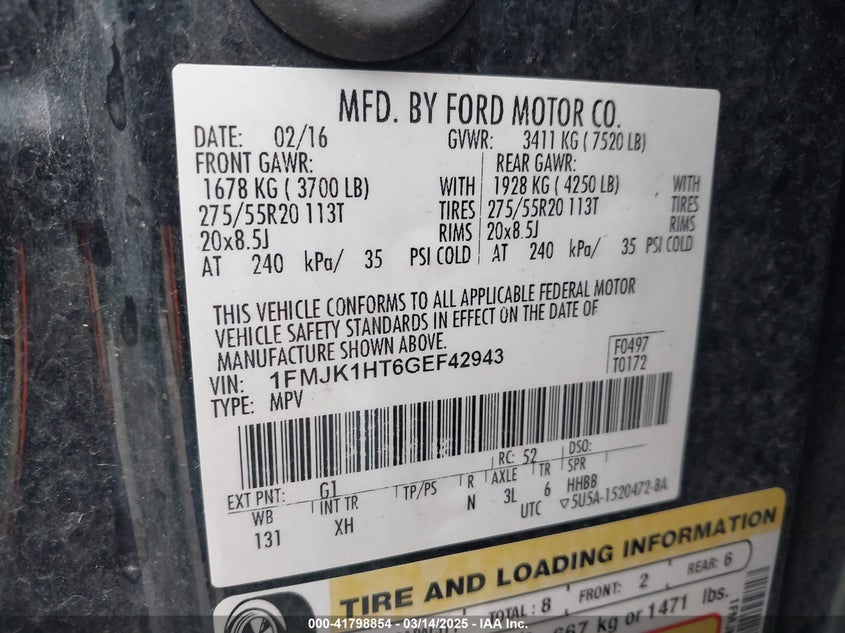 MFD. BY FORD MOTOR CO.
DATE: 02/16 GVWR: 3411 KG ( 7520 LB)
FRONT GAWR: REAR GAWR:
1678 KG ( 3700 LB) WITH 1928 KG ( 4250 LB) WITH
275/55R20 113T TIRES 275/55R20 113T TIRES
20x8.5J RIMS 20x8.5J RIMS
AT 240 kPa/ 35 PSI COLD AT 240 kPa/ 35 PSI COLD
THIS VEHICLE CONFORMS TO ALL APPLICABLE FEDERAL MOTOR
VEHICLE SAFETY STANDARDS IN EFFECT ON THE DATE OF
MANUFACTURE SHOWN ABOVE.
VIN: 1FMJK1HT6GEF42943 F0497
TYPE: MPV T0172
EXT PNT: G1 RC: 52 DSO:
WB INT TR TP/PS R AXLE TR SPR
131 XH N 3L 6 HHBB
UTC ▽5U5A-1520472-BA
TIRE AND LOADING INFORMATION
TOTAL : 8 FRONT: 2 REAR: 6
667 kg or 1471 lbs.
1FMJ
000-41798854 - 03/14/2025 - IAA Inc.